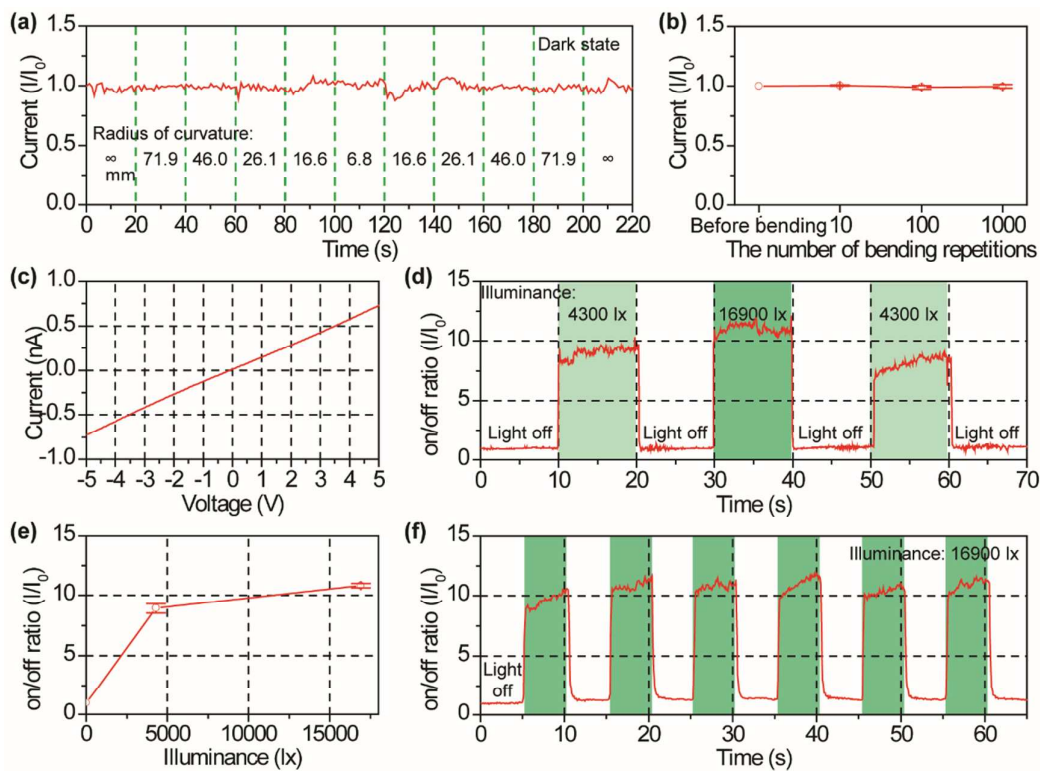 (a)
Current (I/I0)
1.5
1.0
0.5
0.0
Dark state
Radius of curvature:
∞ 71.9 46.0 26.1 16.6 6.8 16.6 26.1 46.0 71.9 ∞
mm
0 20 40 60 80 100 120 140 160 180 200 220
Time (s)
(b)
Current (I/I0)
1.5
1.0
0.5
0.0
Before bending 10 100 1000
The number of bending repetitions
(c)
Current (nA)
1.0
0.5
0.0
-0.5
-1.0
-5 -4 -3 -2 -1 0 1 2 3 4 5
Voltage (V)
(d)
on/off ratio (I/I0)
15
10
5
0
Illuminance:
4300 lx 16900 lx 4300 lx
Light off Light off Light off Light off
0 10 20 30 40 50 60 70
Time (s)
(e)
on/off ratio (I/I0)
15
10
5
0
0 5000 10000 15000
Illuminance (lx)
(f)
on/off ratio (I/I0)
15
10
5
0
Illuminance: 16900 lx
Light
off
0 10 20 30 40 50 60
Time (s)